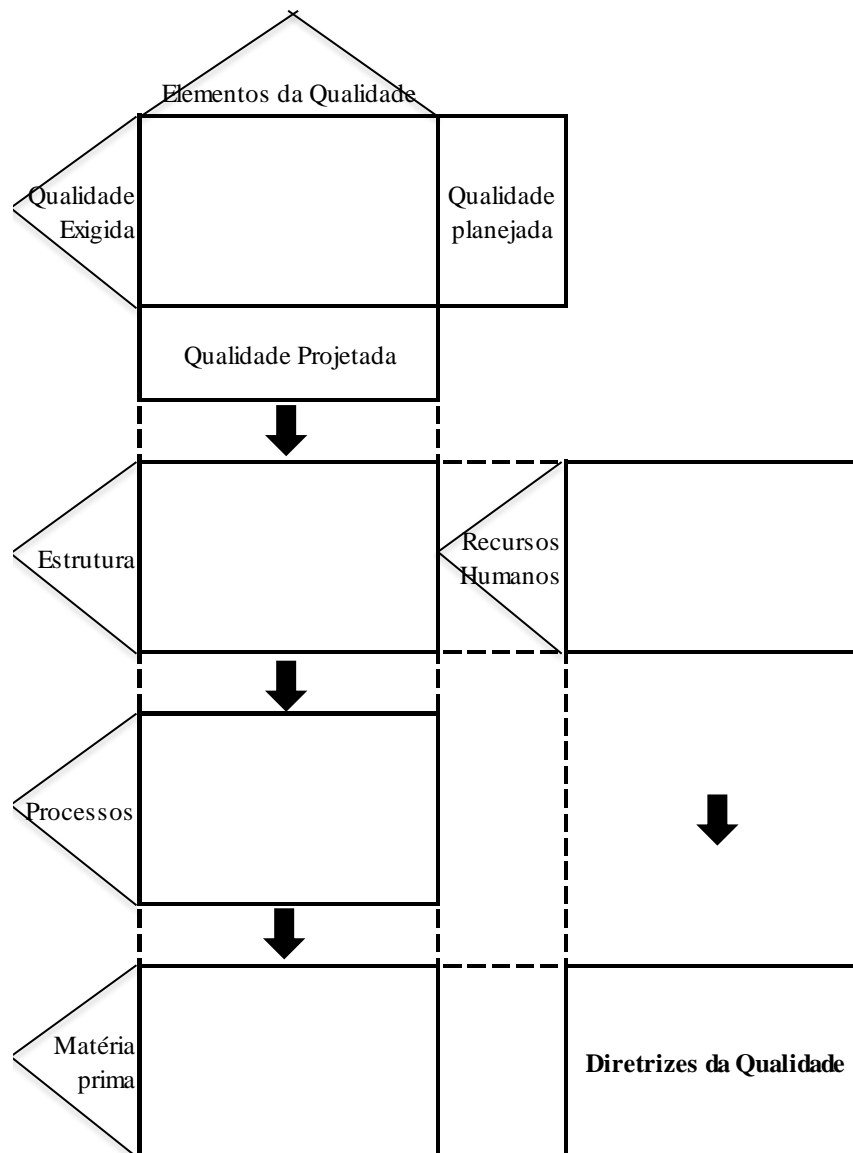 Elementos da Qualidade
Qualidade
Exigida
Qualidade
planejada
Qualidade Projetada
Estrutura
Recursos
Humanos
Processos
Matéria
prima
Diretrizes da Qualidade